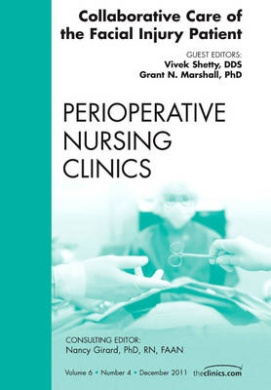 Collaborative Care of
the Facial Injury Patient
GUEST EDITORS:
Vivek Shetty, DDS
Grant N. Marshall, PhD
PERIOPERATIVE
NURSING
CLINICS
CONSULTING EDITOR:
Nancy Girard, PhD, RN, FAAN
Volume 6 • Number 4 • December 2011
theclinics.com